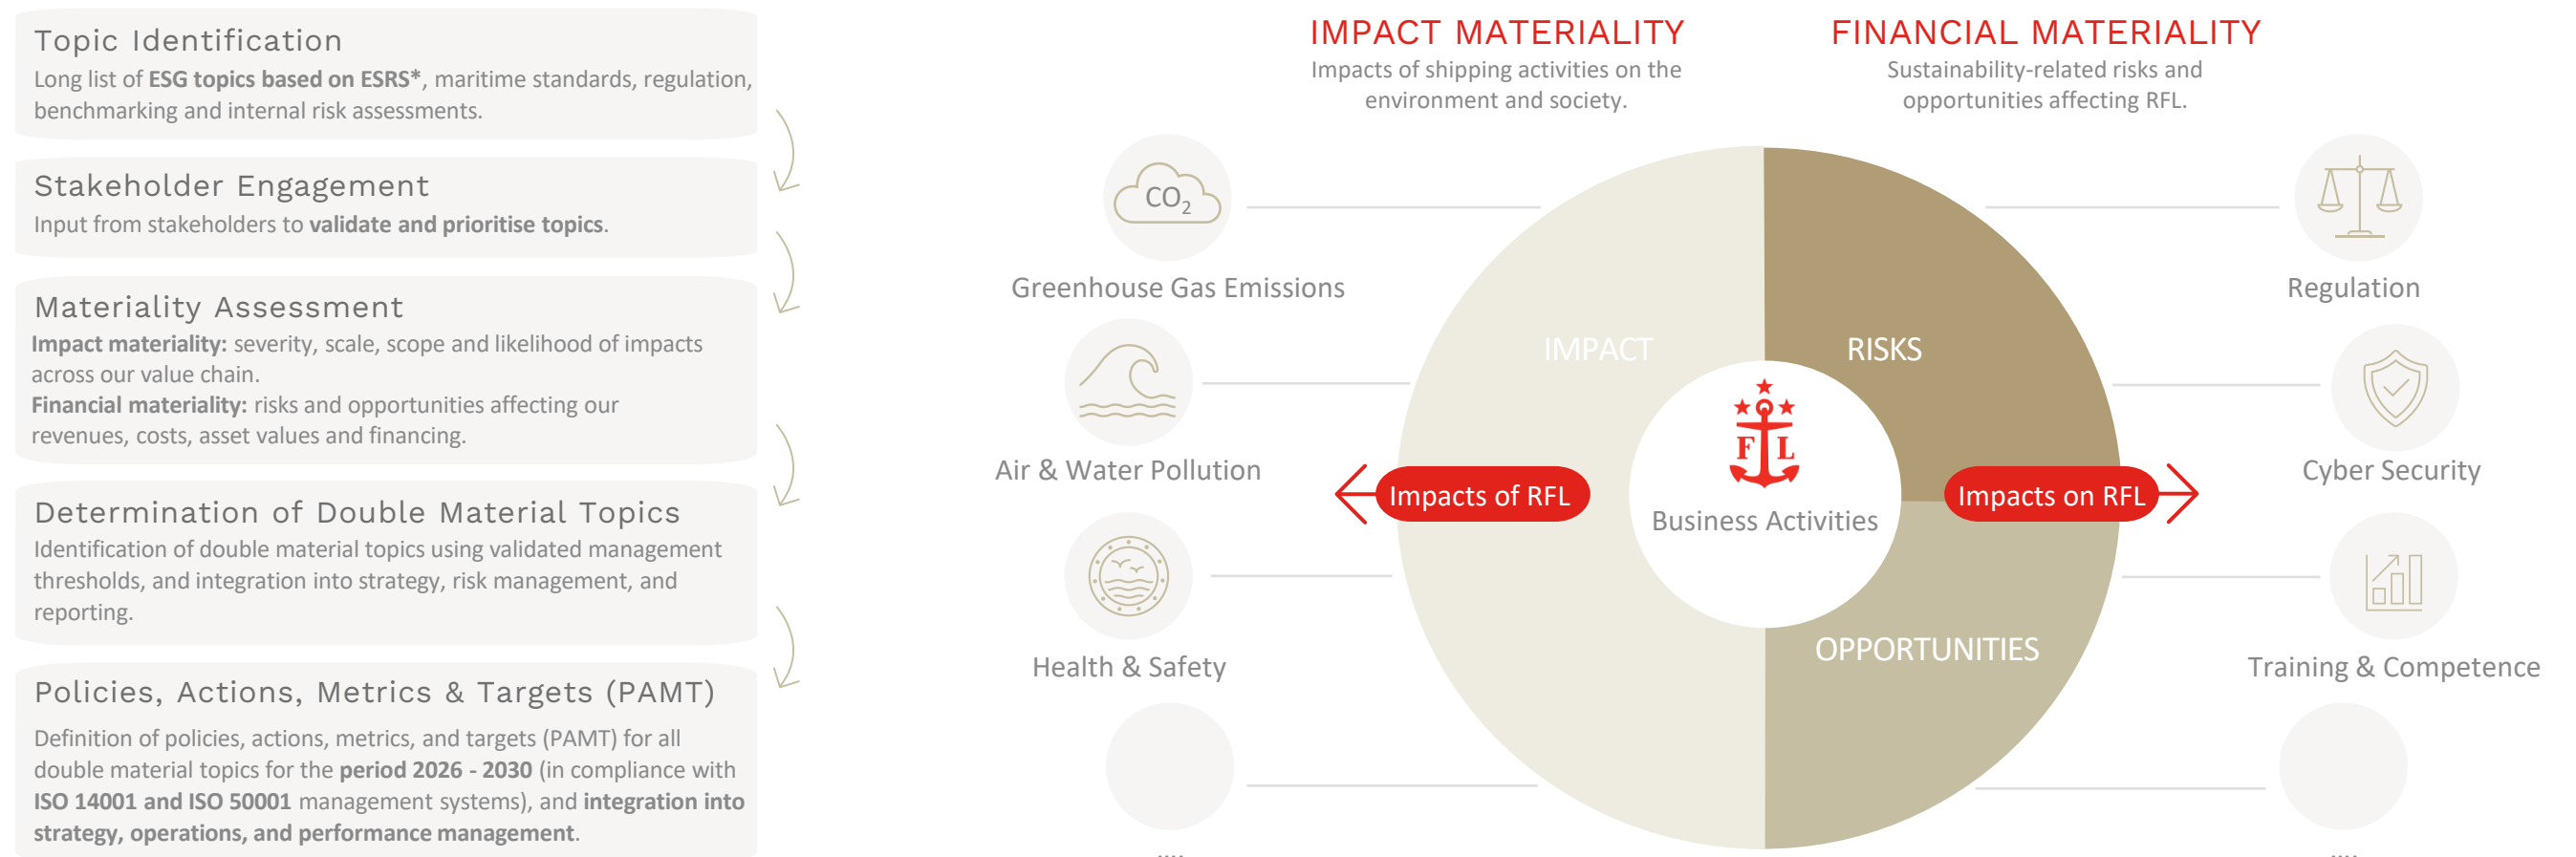 Topic Identification
Long list of ESG topics based on ESRS*, maritime standards, regulation,
benchmarking and internal risk assessments.
Stakeholder Engagement
Input from stakeholders to validate and prioritise topics.
Materiality Assessment
Impact materiality: severity, scale, scope and likelihood of impacts
across our value chain.
Financial materiality: risks and opportunities affecting our
revenues, costs, asset values and financing.
Determination of Double Material Topics
Identification of double material topics using validated management
thresholds, and integration into strategy, risk management, and
reporting.
Policies, Actions, Metrics & Targets (PAMT)
Definition of policies, actions, metrics, and targets (PAMT) for all
double material topics for the period 2026 - 2030 (in compliance with
ISO 14001 and ISO 50001 management systems), and integration into
strategy, operations, and performance management.
IMPACT MATERIALITY
Impacts of shipping activities on the
environment and society.
FINANCIAL MATERIALITY
Sustainability-related risks and
opportunities affecting RFL.
CO₂
Greenhouse Gas Emissions
Air & Water Pollution
Health & Safety
....
IMPACT
RISKS
F L
Business Activities
Impacts of RFL
Impacts on RFL
OPPORTUNITIES
Regulation
Cyber Security
Training & Competence
....